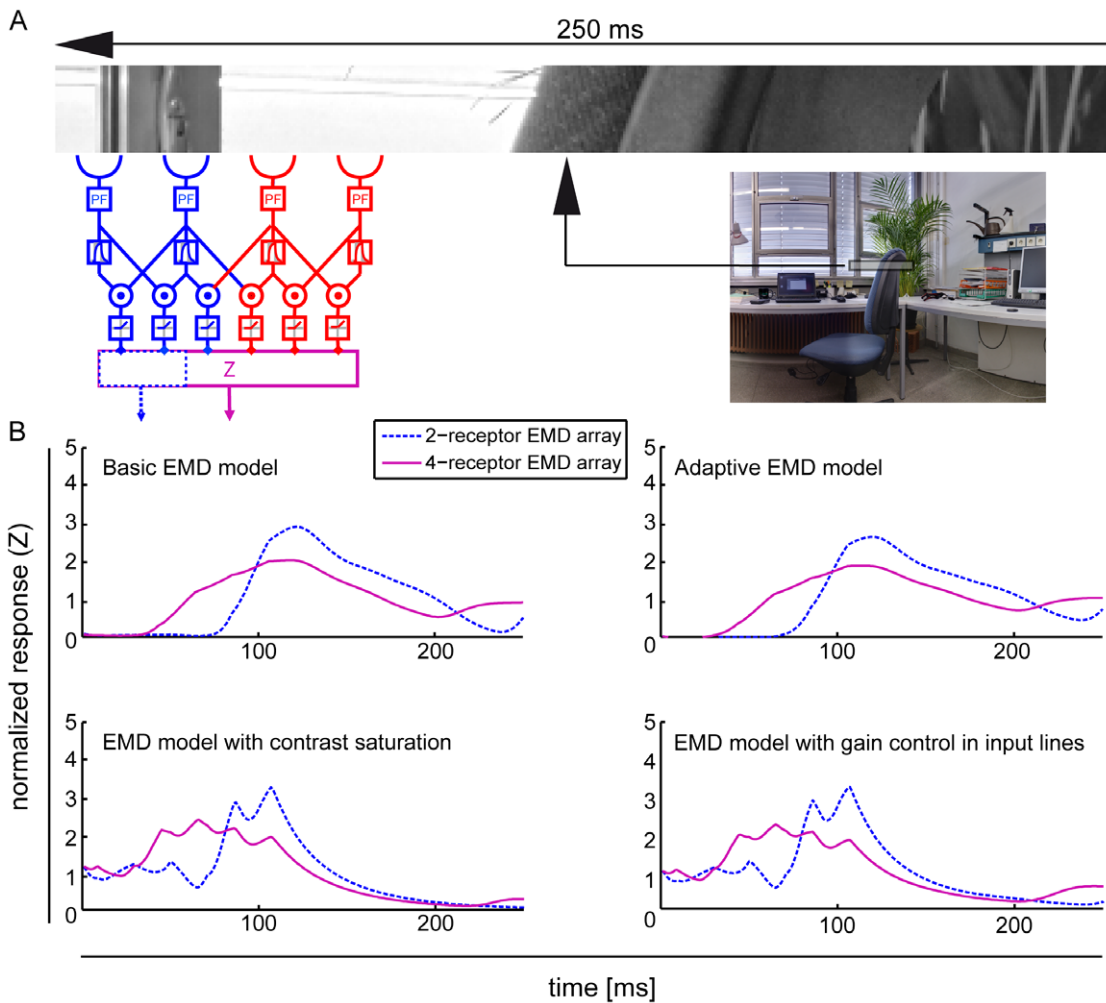 A
250 ms
PF PF PF PF
Z
B
2−receptor EMD array
4−receptor EMD array
normalized response (Z)
Basic EMD model
5
4
3
2
1
0
100
200
Adaptive EMD model
5
4
3
2
1
0
100
200
EMD model with contrast saturation
5
4
3
2
1
0
100
200
EMD model with gain control in input lines
5
4
3
2
1
0
100
200
time [ms]